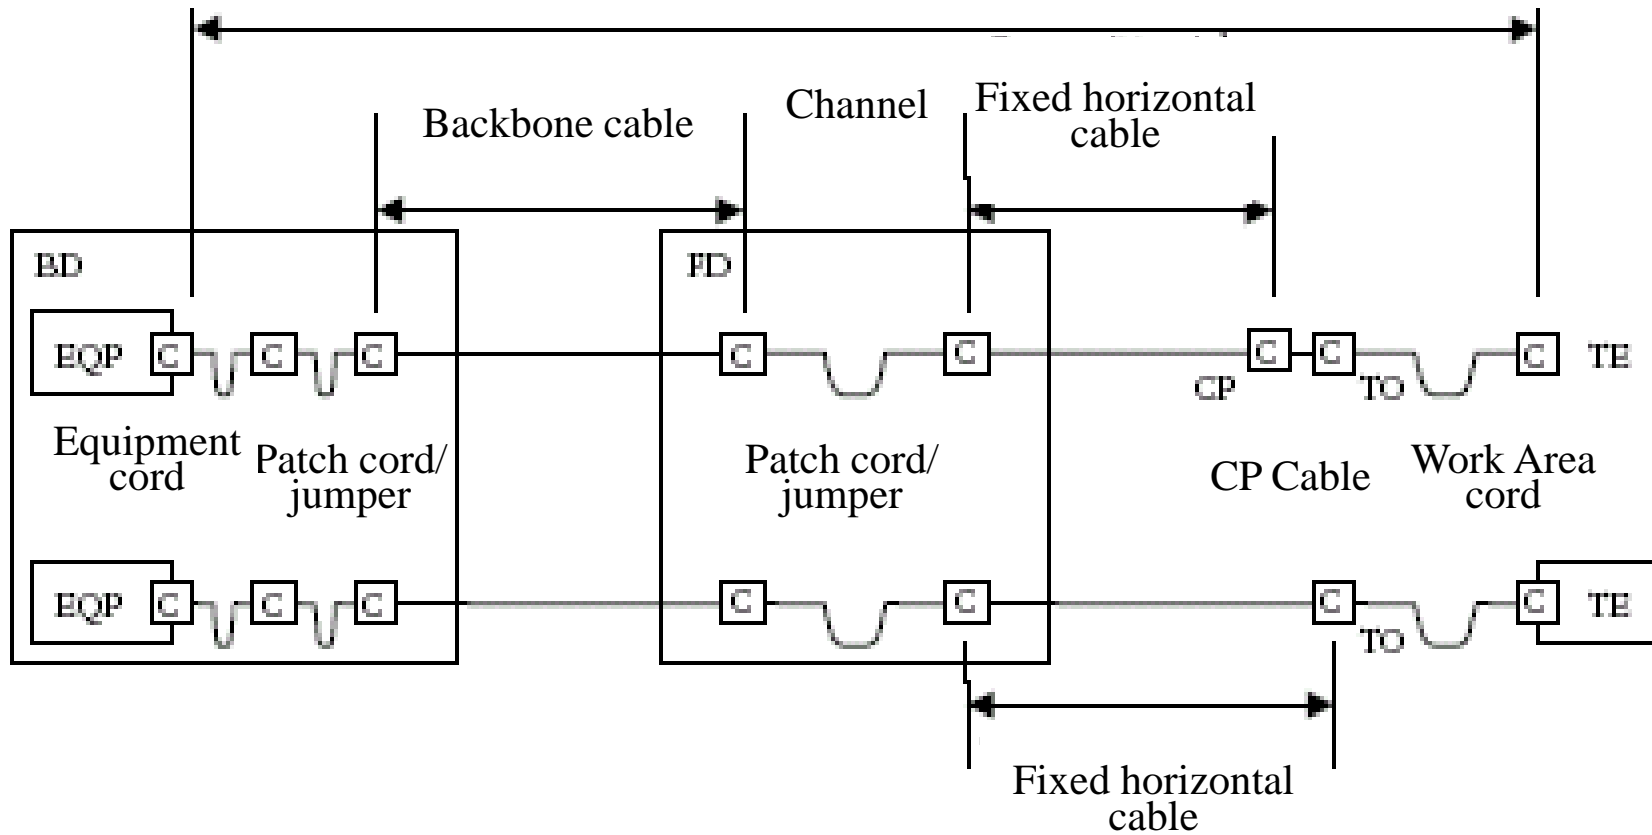 Channel
Backbone cable
Fixed horizontal
cable
BD
FD
EQP C C C C C C C C TE
CP TO
Equipment
cord
Patch cord/
jumper
Patch cord/
jumper
CP Cable
Work Area
cord
EQP C C C C C C C TE
TO
Fixed horizontal
cable